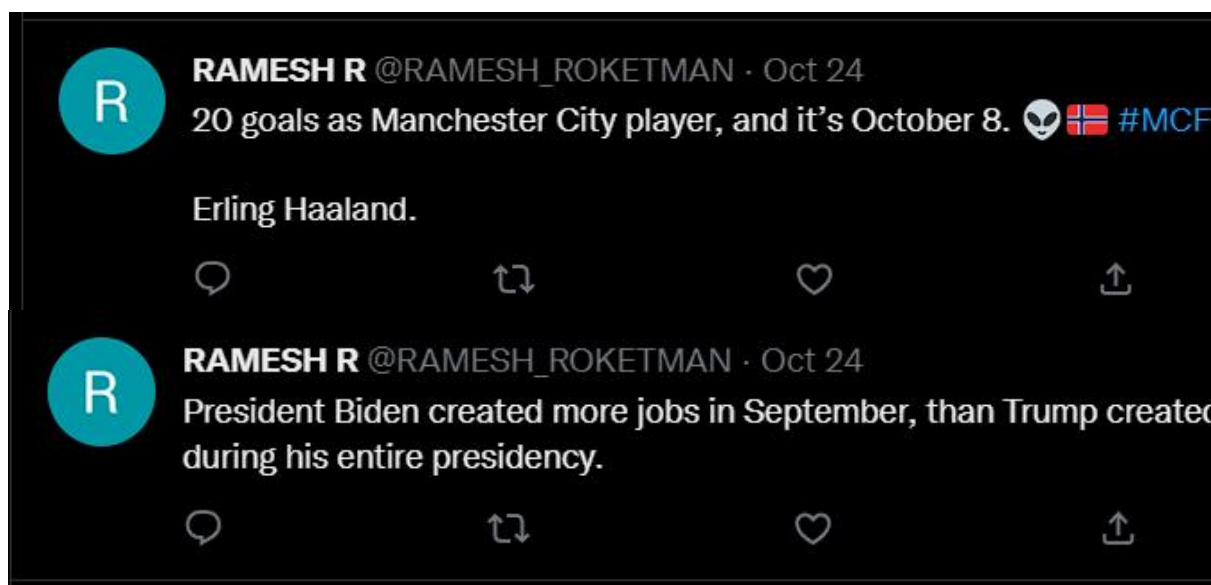 R
RAMESH R @RAMESH_ROKETMAN · Oct 24
20 goals as Manchester City player, and it’s October 8. 👽🇳🇴 #MCF
Erling Haaland.
R
RAMESH R @RAMESH_ROKETMAN · Oct 24
President Biden created more jobs in September, than Trump created
during his entire presidency.